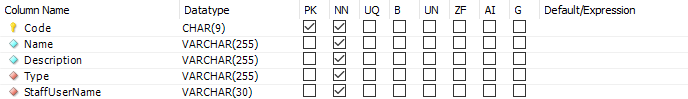 Column Name Datatype PK NN UQ B UN ZF AI G Default/Expression
Code CHAR(9)
Name VARCHAR(255)
Description VARCHAR(255)
Type VARCHAR(255)
StaffUserName VARCHAR(30)